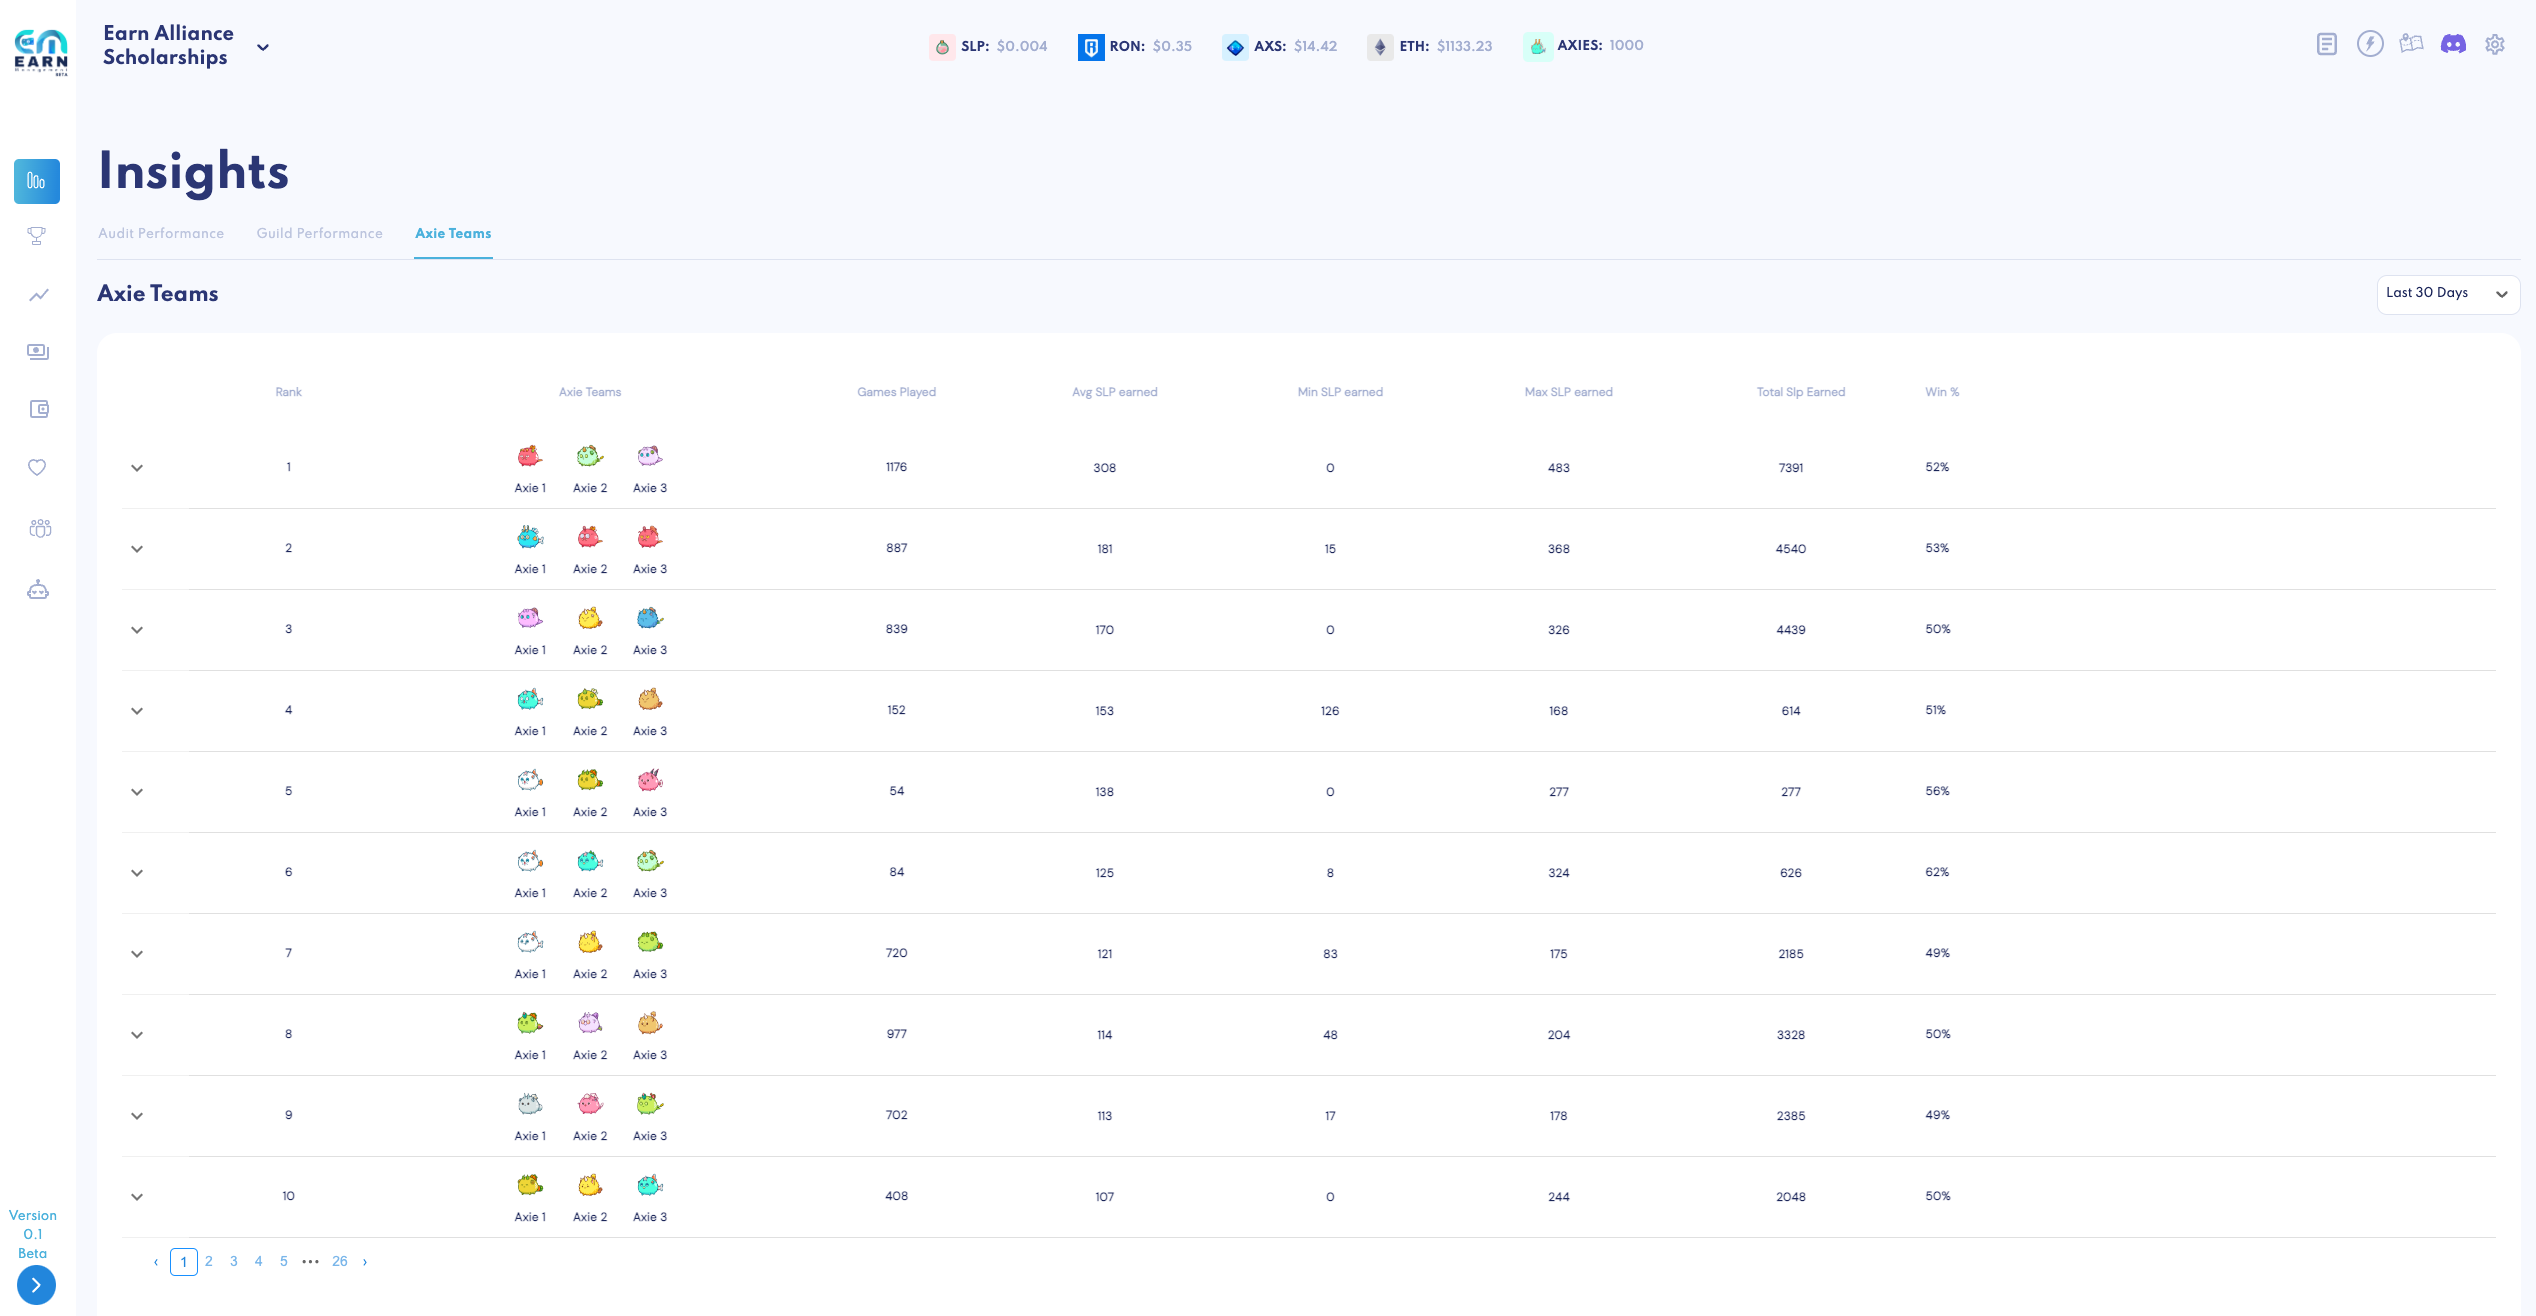 EARN
Management
BETA
Earn Alliance
Scholarships
SLP: $0.004
RON: $0.35
AXS: $14.42
ETH: $1133.23
AXIES: 1000
Insights
Audit Performance
Guild Performance
Axie Teams
Axie Teams
Last 30 Days
Rank Axie Teams Games Played Avg SLP earned Min SLP earned Max SLP earned Total Slp Earned Win %
1 1176 308 0 483 7391 52%
Axie 1 Axie 2 Axie 3
2 887 181 15 368 4540 53%
Axie 1 Axie 2 Axie 3
3 839 170 0 326 4439 50%
Axie 1 Axie 2 Axie 3
4 152 153 126 168 614 51%
Axie 1 Axie 2 Axie 3
5 54 138 0 277 277 56%
Axie 1 Axie 2 Axie 3
6 84 125 8 324 626 62%
Axie 1 Axie 2 Axie 3
7 720 121 83 175 2185 49%
Axie 1 Axie 2 Axie 3
8 977 114 48 204 3328 50%
Axie 1 Axie 2 Axie 3
9 702 113 17 178 2385 49%
Axie 1 Axie 2 Axie 3
10 408 107 0 244 2048 50%
Axie 1 Axie 2 Axie 3
‹ 1 2 3 4 5 ••• 26 ›
Version
0.1
Beta